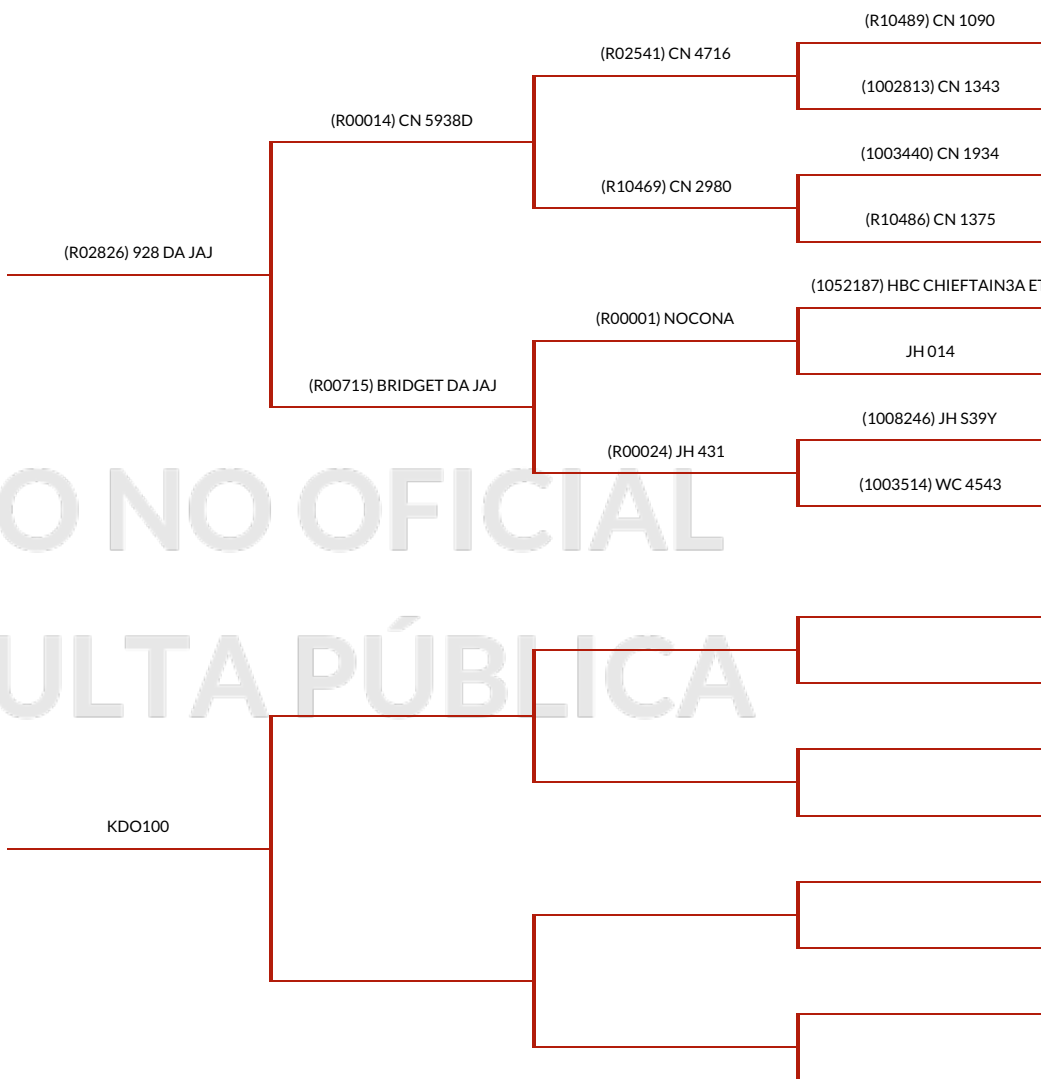 (R10489) CN 1090
(R02541) CN 4716
(1002813) CN 1343
(R00014) CN 5938D
(1003440) CN 1934
(R10469) CN 2980
(R10486) CN 1375
(R02826) 928 DA JAJ
(1052187) HBC CHIEFTAIN3A ET
(R00001) NOCONA
JH 014
(R00715) BRIDGET DA JAJ
(1008246) JH S39Y
(R00024) JH 431
(1003514) WC 4543
O NO OFICIAL
ULTA PÚBLICA
KDO100